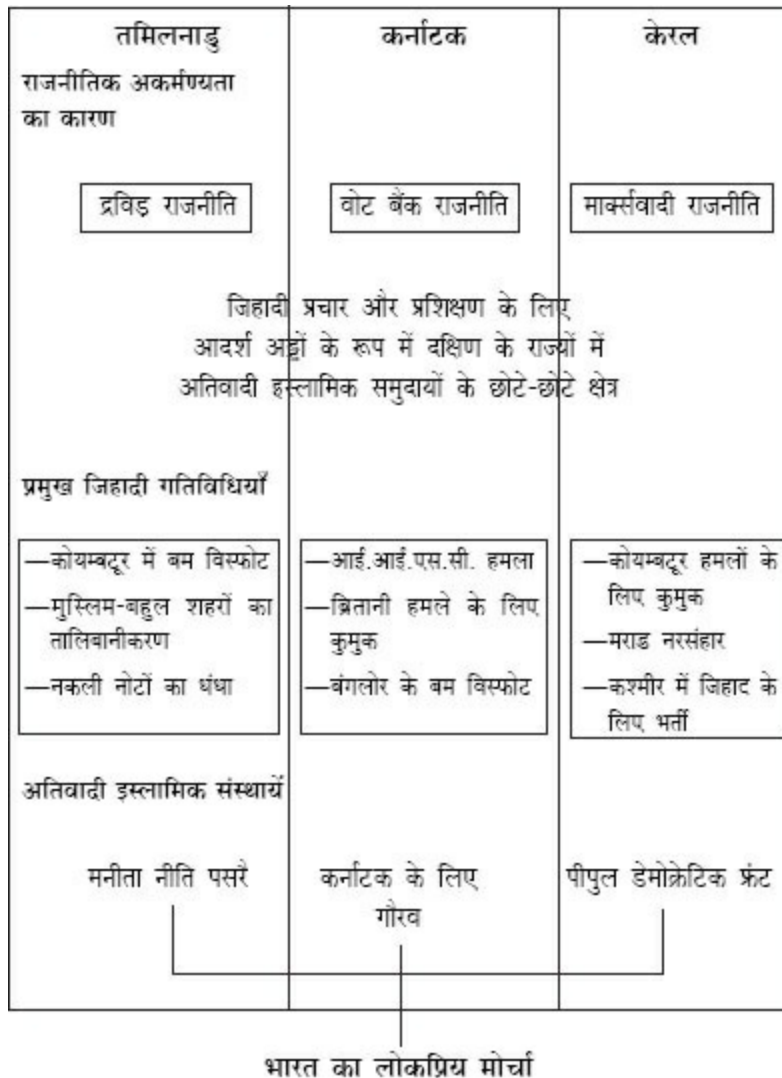 तमिलनाडु
कर्नाटक
केरल
राजनीतिक अकर्मण्यता
का कारण
द्रविड़ राजनीति
वोट बैंक राजनीति
मार्क्सवादी राजनीति
जिहादी प्रचार और प्रशिक्षण के लिए
आदर्श अड्डों के रूप में दक्षिण के राज्यों में
अतिवादी इस्लामिक समुदायों के छोटे-छोटे क्षेत्र
प्रमुख जिहादी गतिविधियाँ
—कोयम्बटूर में बम विस्फोट
—मुस्लिम-बहुल शहरों का
तालिबानीकरण
—नकली नोटों का धंधा
—आई.आई.एस.सी. हमला
—ब्रितानी हमले के लिए
कुमुक
—बंगलोर के बम विस्फोट
—कोयम्बटूर हमलों के
लिए कुमुक
—मराड नरसंहार
—कश्मीर में जिहाद के
लिए भर्ती
अतिवादी इस्लामिक संस्थायें
मनीता नीति पसरै
कर्नाटक के लिए
गौरव
पीपुल डेमोक्रेटिक फ्रंट
भारत का लोकप्रिय मोर्चा